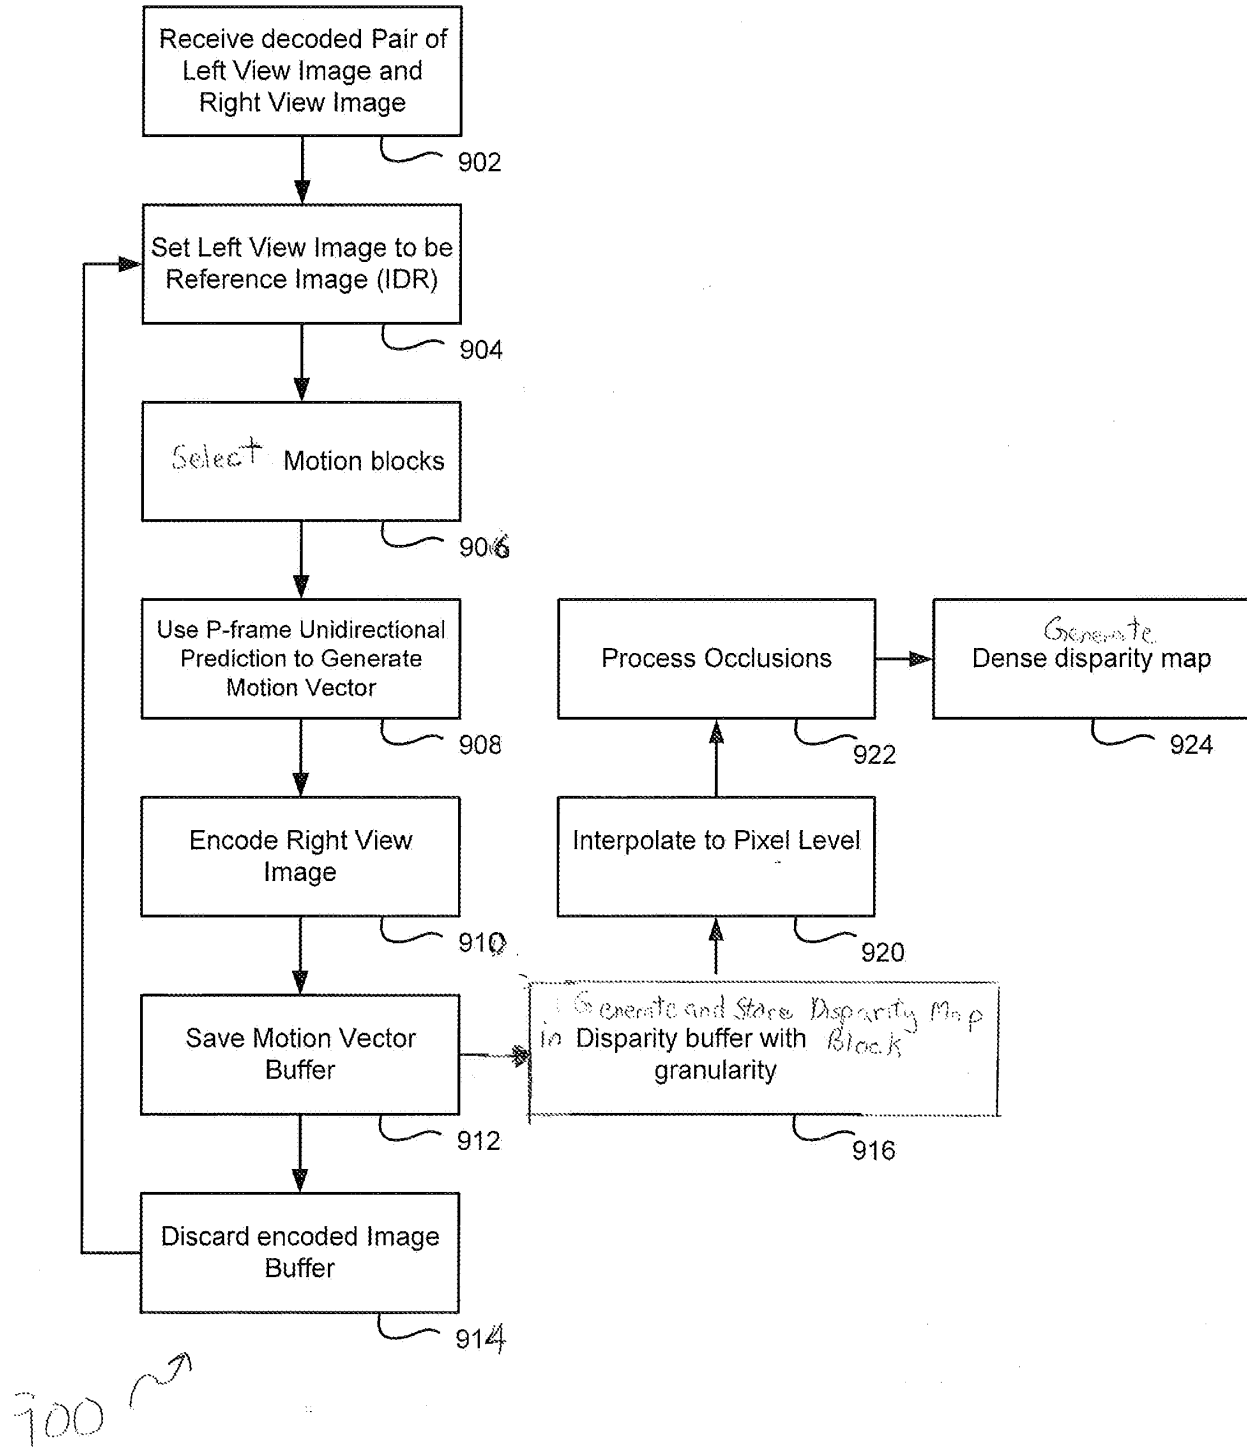 Receive decoded Pair of
Left View Image and
Right View Image
902
Set Left View Image to be
Reference Image (IDR)
904
Select Motion blocks
906
Use P-frame Unidirectional
Prediction to Generate
Motion Vector
908
Process Occlusions
922
Generate
Dense disparity map
924
Encode Right View
Image
910
Interpolate to Pixel Level
920
Save Motion Vector
Buffer
912
Generate and Store Disparity Map
in Disparity buffer with Block
granularity
916
Discard encoded Image
Buffer
914
900